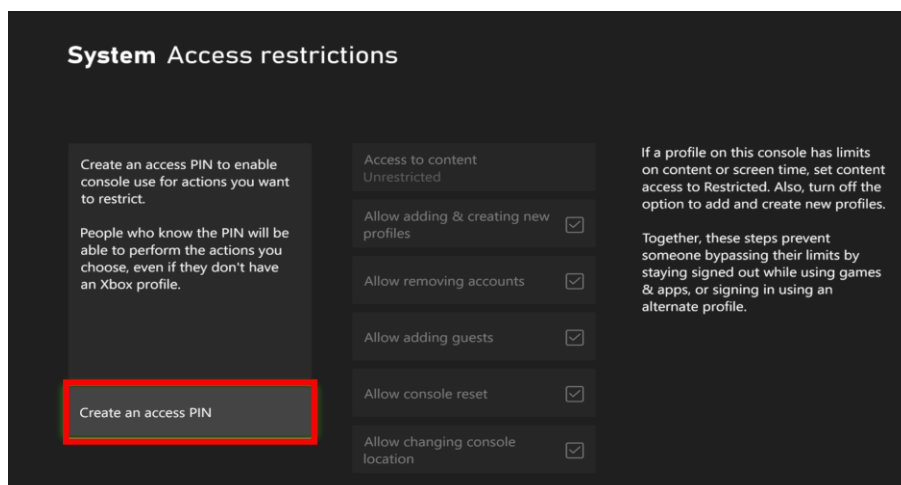 System Access restrictions
Create an access PIN to enable
console use for actions you want
to restrict.
People who know the PIN will be
able to perform the actions you
choose, even if they don't have
an Xbox profile.
Create an access PIN
Access to content
Unrestricted
Allow adding & creating new
profiles
Allow removing accounts
Allow adding guests
Allow console reset
Allow changing console
location
If a profile on this console has limits
on content or screen time, set content
access to Restricted. Also, turn off the
option to add and create new profiles.
Together, these steps prevent
someone bypassing their limits by
staying signed out while using games
& apps, or signing in using an
alternate profile.